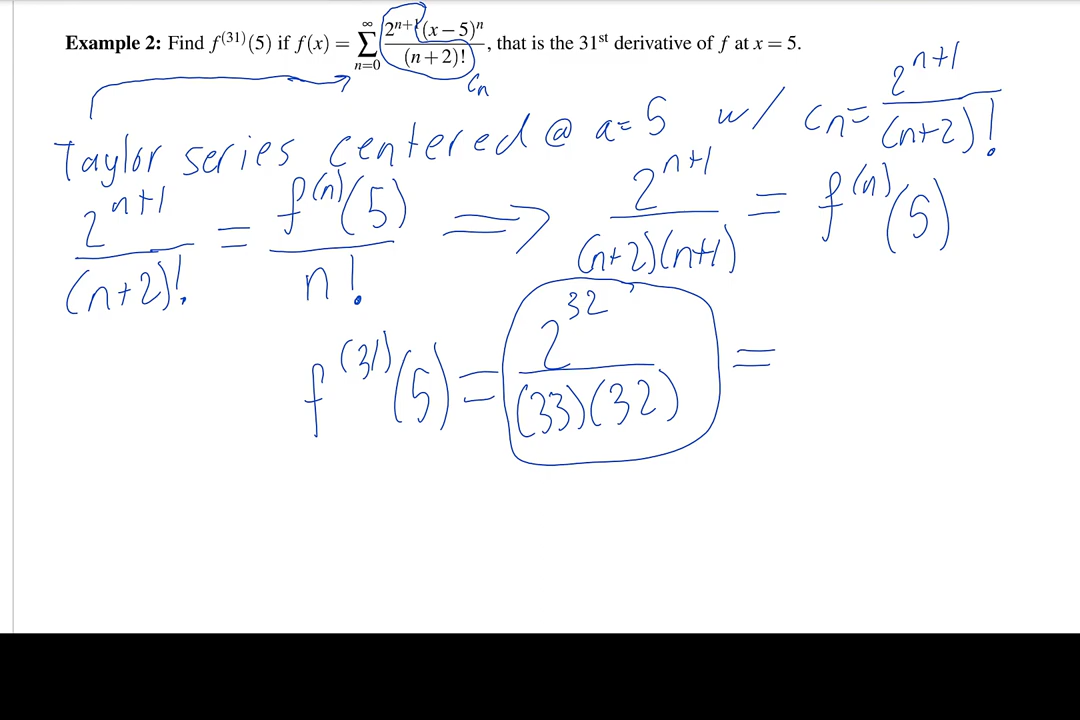 Example 2: Find f^(31)(5) if f(x) = ∑_{n=0}^{∞} 2^{n+1}(x−5)^n / (n+2)!, that is the 31st derivative of f at x = 5.
c_n
Taylor series centered @ a=5 w/ c_n = 2^{n+1} / (n+2)!
2^{n+1} / (n+2)! = f^(n)(5) / n! ⟹ 2^{n+1} / (n+2)(n+1) = f^(n)(5)
f^(31)(5) = 2^{32} / (33)(32) =